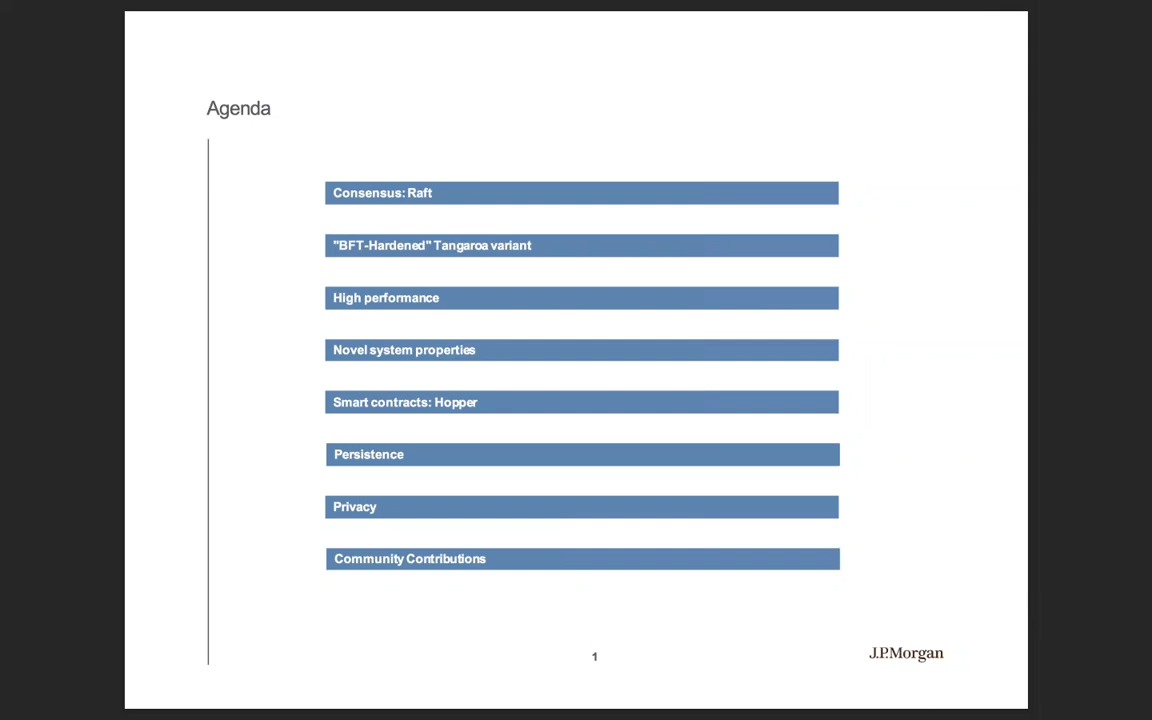 Agenda
Consensus: Raft
"BFT-Hardened" Tangaroa variant
High performance
Novel system properties
Smart contracts: Hopper
Persistence
Privacy
Community Contributions
1
J.P.Morgan